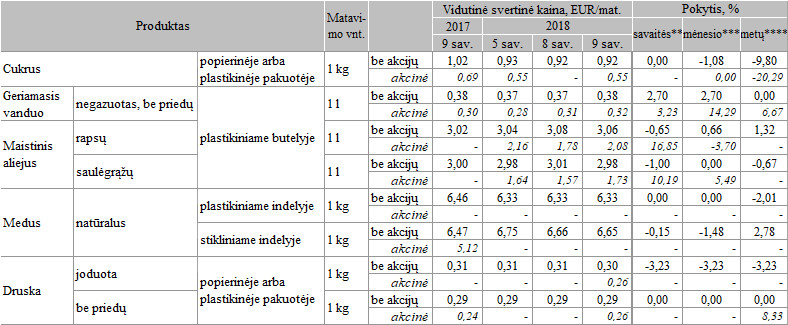 Produktas Matavi- Vidutinė svertinė kaina, EUR/mat. Pokytis, %
mo vnt. 2017 2018 savaitės** mėnesio*** metų****
9 sav. 5 sav. 8 sav. 9 sav.
Cukrus popierinėje arba plastikinėje pakuotėje 1 kg be akcijų 1,02 0,93 0,92 0,92 0,00 -1,08 -9,80
akcinė 0,69 0,55 - 0,55 - 0,00 -20,29
Geriamasis vanduo negazuotas, be priedų plastikiniame butelyje 1 l be akcijų 0,38 0,37 0,37 0,38 2,70 2,70 0,00
akcinė 0,30 0,28 0,31 0,32 3,23 14,29 6,67
Maistinis aliejus rapsų 1 l be akcijų 3,02 3,04 3,08 3,06 -0,65 0,66 1,32
akcinė - 2,16 1,78 2,08 16,85 -3,70 -
saulėgrąžų 1 l be akcijų 3,00 2,98 3,01 2,98 -1,00 0,00 -0,67
akcinė - 1,64 1,57 1,73 10,19 5,49 -
Medus natūralus plastikiniame indelyje 1 kg be akcijų 6,46 6,33 6,33 6,33 0,00 0,00 -2,01
akcinė - - - - - - -
stikliniame indelyje 1 kg be akcijų 6,47 6,75 6,66 6,65 -0,15 -1,48 2,78
akcinė 5,12 - - - - - -
Druska joduota popierinėje arba plastikinėje pakuotėje 1 kg be akcijų 0,31 0,31 0,31 0,30 -3,23 -3,23 -3,23
akcinė - - - 0,26 - - -
be priedų 1 kg be akcijų 0,29 0,29 0,29 0,29 0,00 0,00 0,00
akcinė 0,24 - - 0,26 - - 8,33